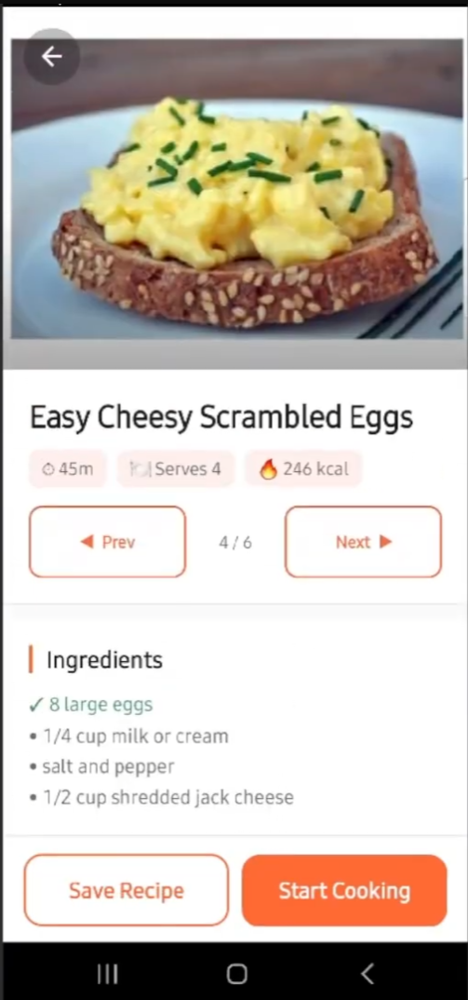 Easy Cheesy Scrambled Eggs
⏱ 45m 🍽 Serves 4 🔥 246 kcal
◀ Prev 4 / 6 Next ▶
Ingredients
✓ 8 large eggs
• 1/4 cup milk or cream
• salt and pepper
• 1/2 cup shredded jack cheese
Save Recipe Start Cooking